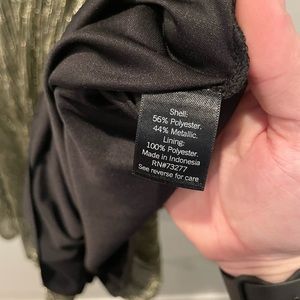 Shell:
56% Polyester.
44% Metallic.
Lining:
100% Polyester.
Made in Indonesia
RN#73277
See reverse for care